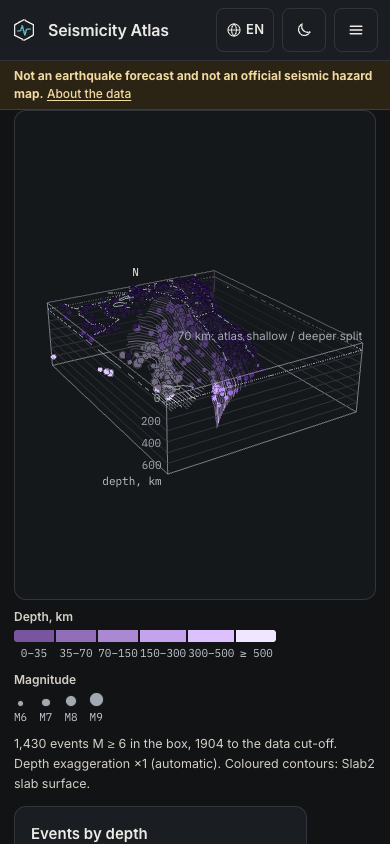 Seismicity Atlas
EN
Not an earthquake forecast and not an official seismic hazard
map. About the data
N
70 km: atlas shallow / deeper split
0
200
400
600
depth, km
Depth, km
0–35 35–70 70–150 150–300 300–500 ≥ 500
Magnitude
M6 M7 M8 M9
1,430 events M ≥ 6 in the box, 1904 to the data cut-off.
Depth exaggeration ×1 (automatic). Coloured contours: Slab2
slab surface.
Events by depth